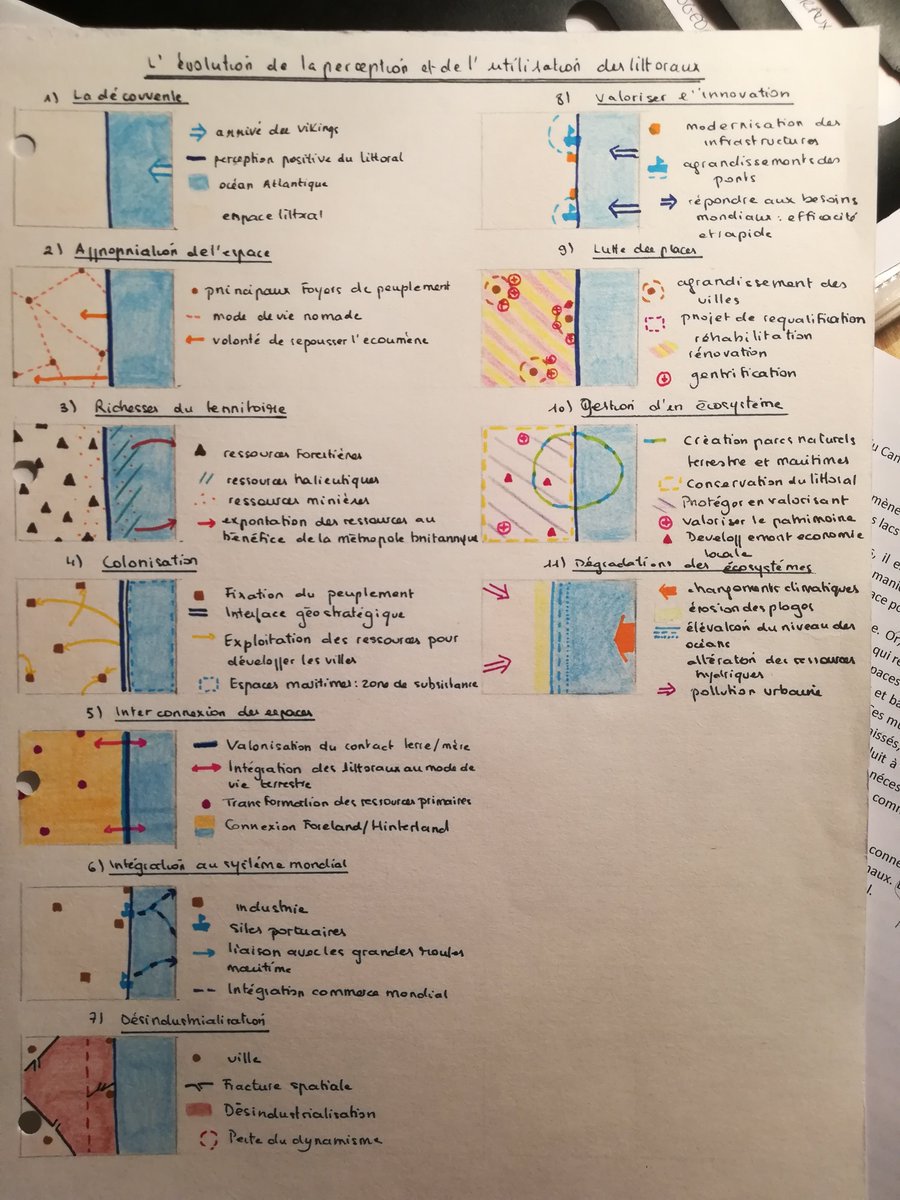 L'évolution de la perception et de l'utilisation des littoraux
1) La découverte
arrivé des vikings
perception positive du littoral
océan Atlantique
espace littral
2) Appropriation de l'espace
principaux Foyers de peuplement
mode de vie nomade
volonté de repousser l'ecoumène
3) Richesses du territoire
ressources Forestières
ressources halieutiques
ressources minières
exportation des ressources au
bénéfice de la métropole britannique
4) Colonisation
Fixation du peuplement
Interface géostratégique
Exploitation des ressources pour
développer les villes
Espaces maritimes : zone de subsistance
5) Inter connexion des espaces
Valorisation du contact terre/mère
Intégration des littoraux au mode de
vie terrestre
Transformation des ressources primaires
Connexion Foreland/Hinterland
6) Intégration au système mondial
industrie
Sites portuaires
liaison avec les grandes routes
maritime
Intégration commerce mondial
7) Désindustrialisation
ville
Fracture spatiale
Désindustrialisation
Perte du dynamisme
8) Valoriser l'innovation
modernisation des
infrastructures
agrandissements des
ports
répondre aux besoins
mondiaux : efficacité
et rapide
9) Lutte des places
agrandissement des
villes
projet de requalification
réhabilitation
rénovation
gentrification
10) Gestion d'en écosystème
Création parcs naturels
terrestre et maritimes
Conservation du littoral
Protéger en valorisant
Valoriser le patrimoine
Développement economie
locale
11) Dégradations des écosystèmes
changements climatiques
érosion des plages
élévation du niveau des
océans
altération des ressources
hydriques
pollution urbaine